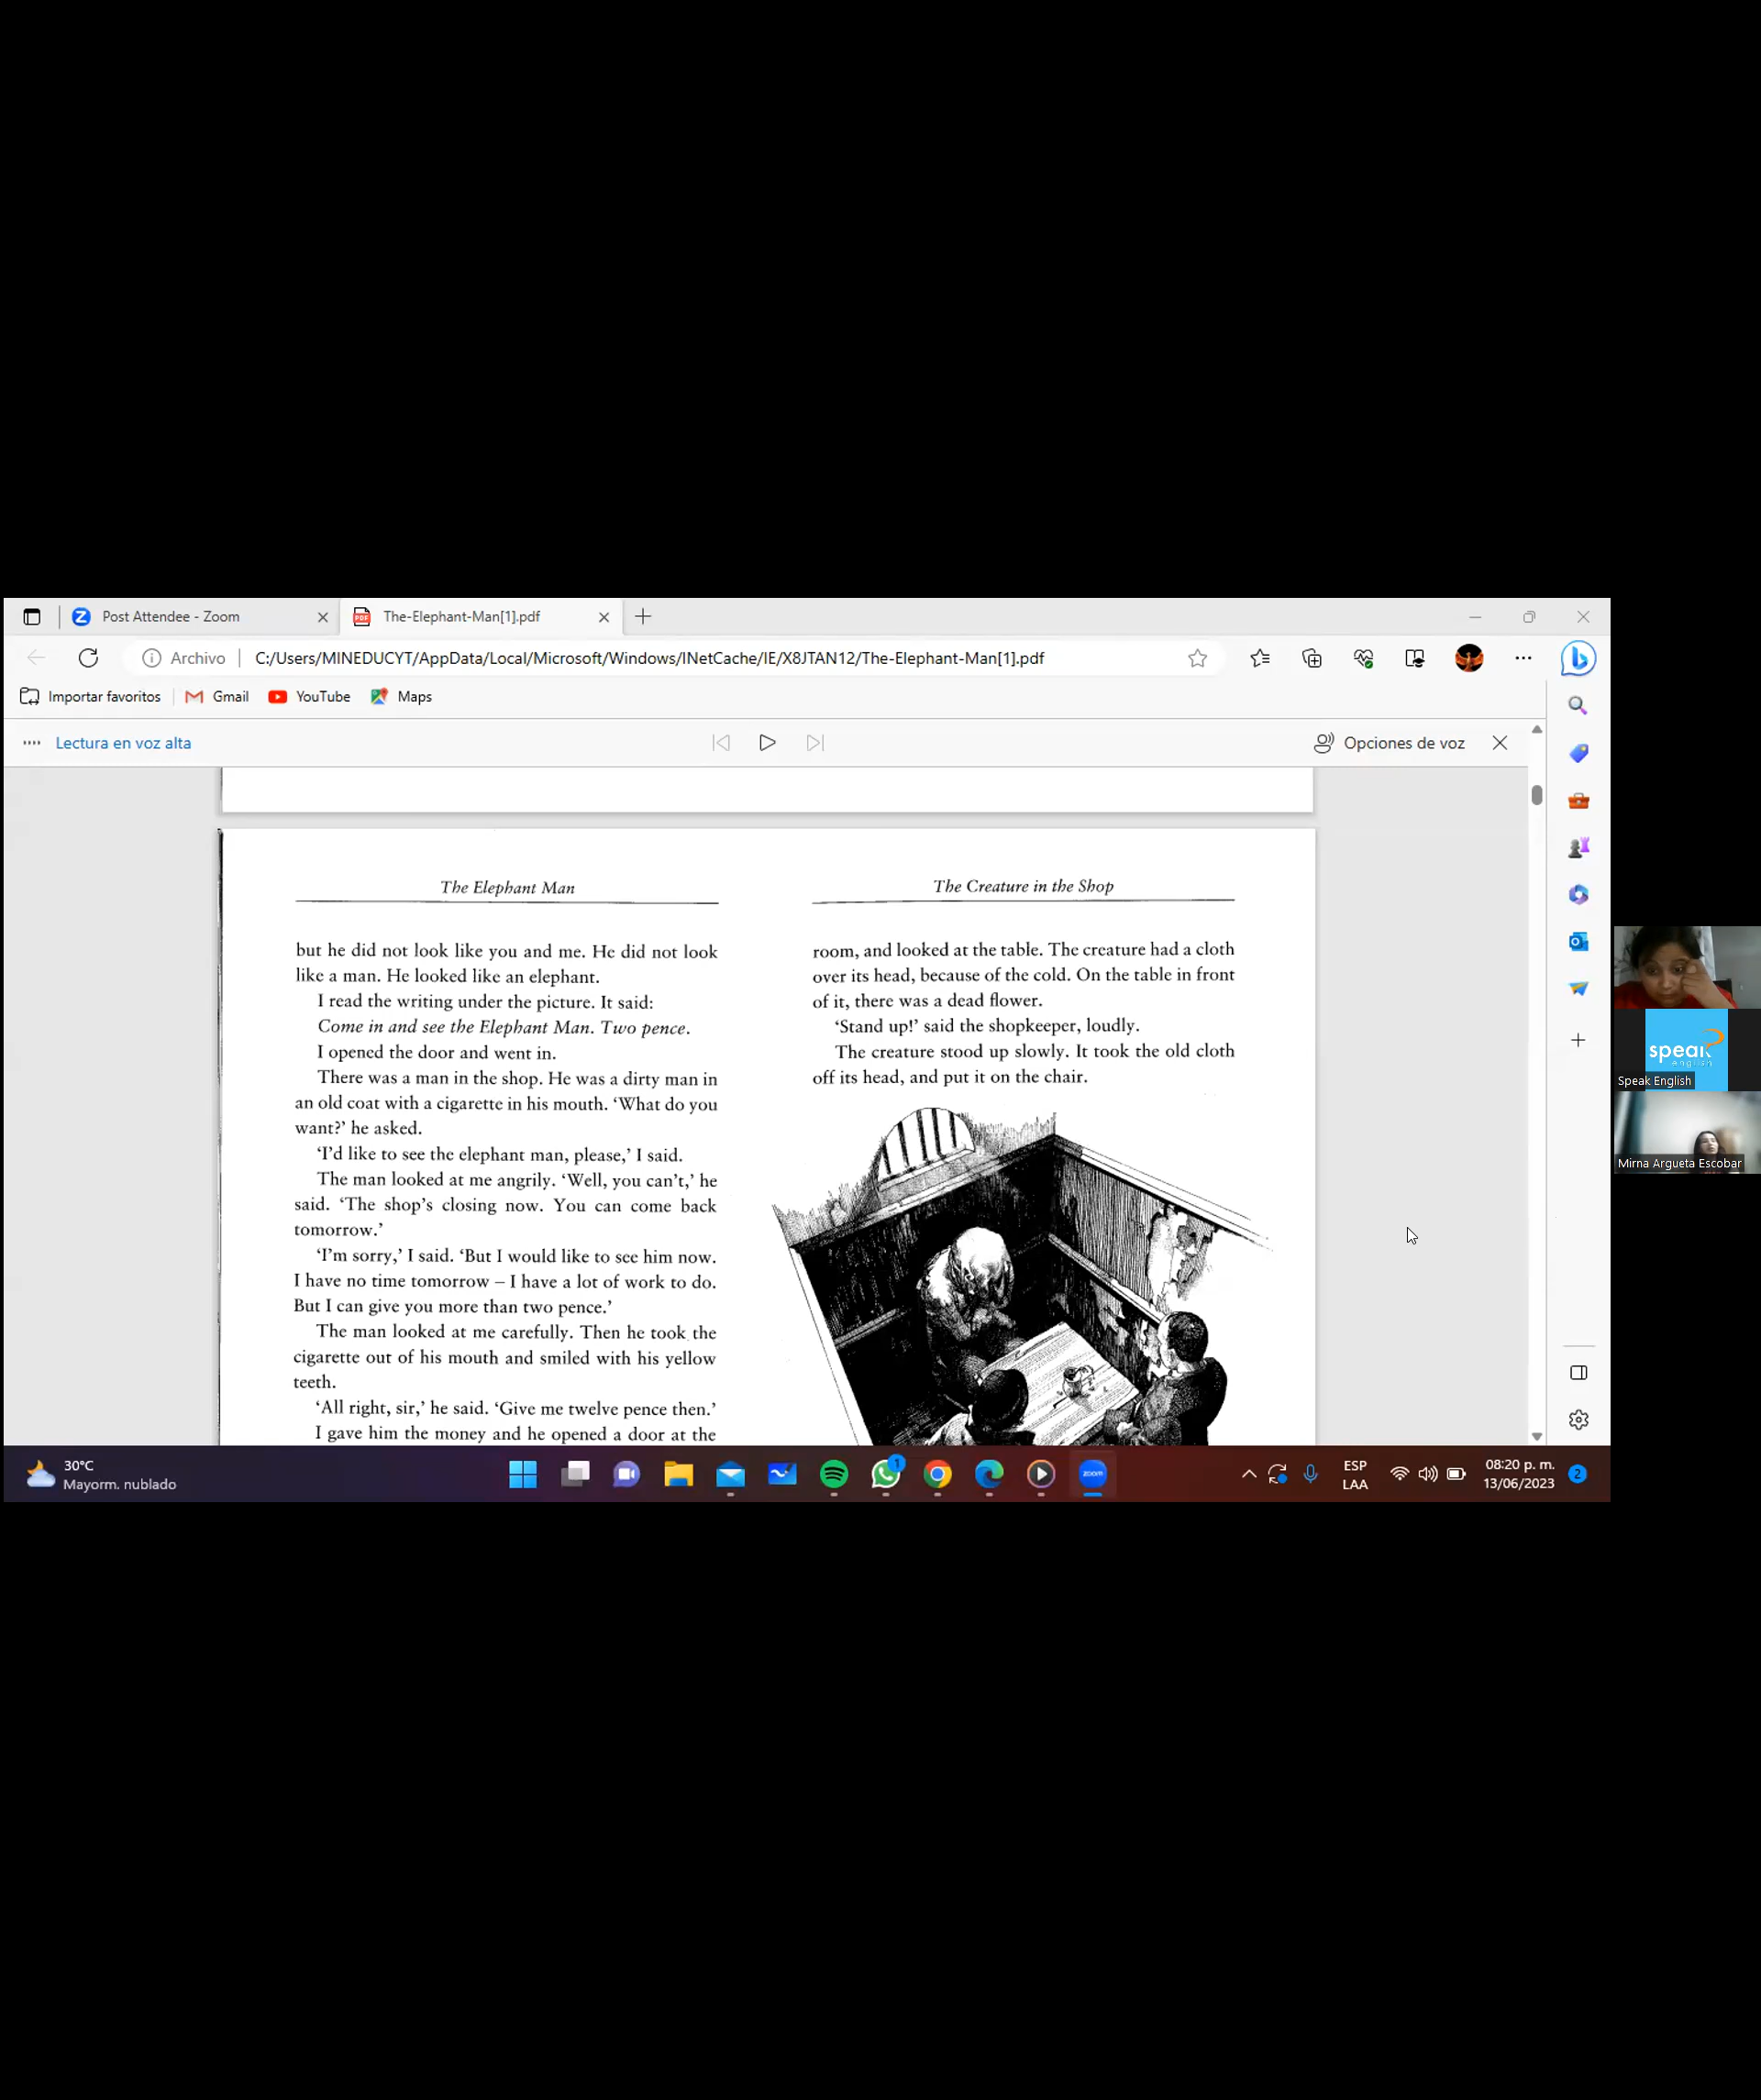 Post Attendee - Zoom
The-Elephant-Man[1].pdf
Archivo
C:/Users/MINEDUCYT/AppData/Local/Microsoft/Windows/INetCache/IE/X8JTAN12/The-Elephant-Man[1].pdf
Importar favoritos
Gmail
YouTube
Maps
Lectura en voz alta
Opciones de voz
The Elephant Man
but he did not look like you and me. He did not look
like a man. He looked like an elephant.
I read the writing under the picture. It said:
Come in and see the Elephant Man. Two pence.
I opened the door and went in.
There was a man in the shop. He was a dirty man in
an old coat with a cigarette in his mouth. ‘What do you
want?’ he asked.
‘I’d like to see the elephant man, please,’ I said.
The man looked at me angrily. ‘Well, you can’t,’ he
said. ‘The shop’s closing now. You can come back
tomorrow.’
‘I’m sorry,’ I said. ‘But I would like to see him now.
I have no time tomorrow – I have a lot of work to do.
But I can give you more than two pence.’
The man looked at me carefully. Then he took the
cigarette out of his mouth and smiled with his yellow
teeth.
‘All right, sir,’ he said. ‘Give me twelve pence then.’
I gave him the money and he opened a door at the
The Creature in the Shop
room, and looked at the table. The creature had a cloth
over its head, because of the cold. On the table in front
of it, there was a dead flower.
‘Stand up!’ said the shopkeeper, loudly.
The creature stood up slowly. It took the old cloth
off its head, and put it on the chair.
speak
english
Speak English
Mirna Argueta Escobar
30°C
Mayorm. nublado
1
zoom
ESP
LAA
08:20 p. m.
13/06/2023
2